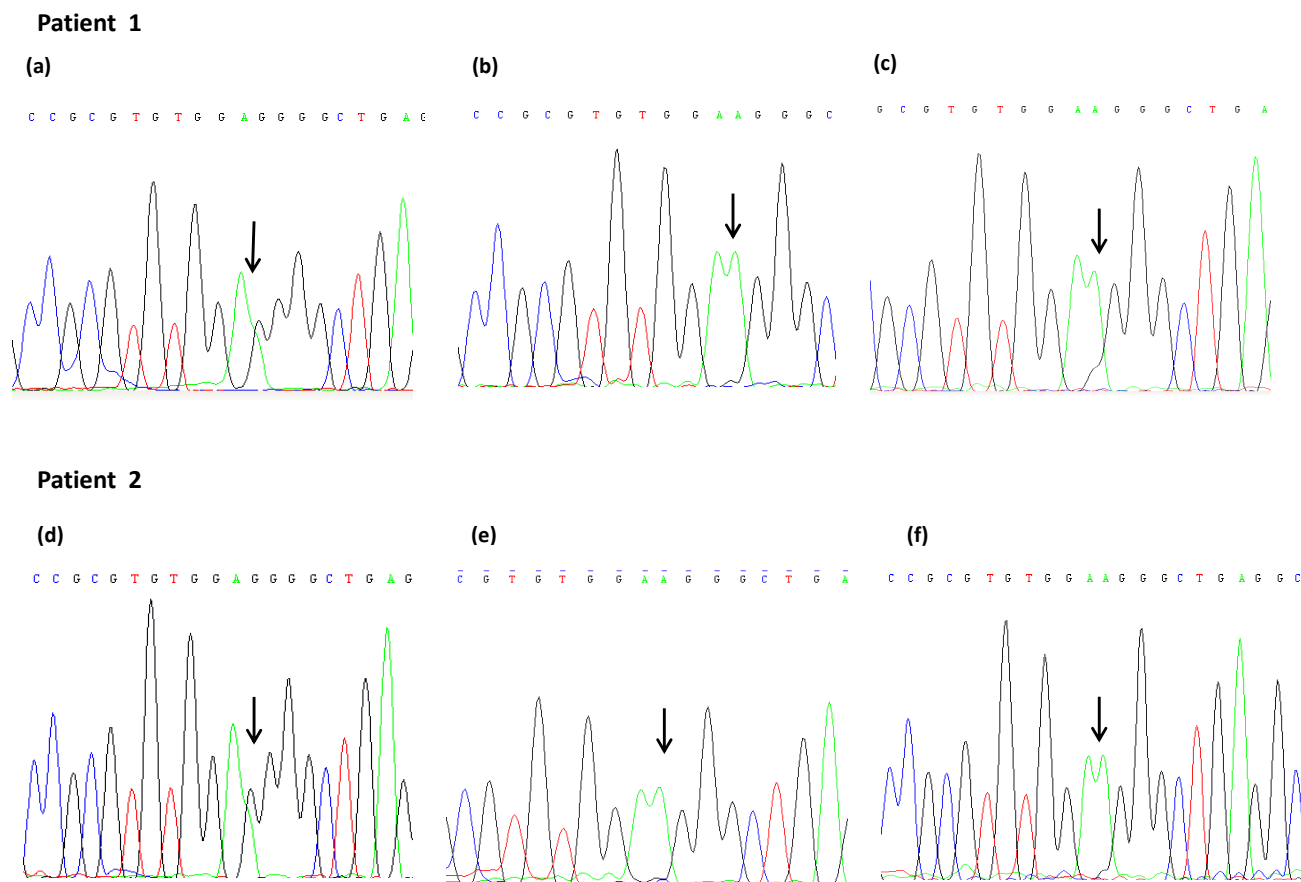 Patient 1
(a)
(b)
(c)
C C G C G T G T G G A G G G G C T G A G
C C G C G T G T G G A A G G G C
G C G T G T G G A A G G G C T G A
Patient 2
(d)
(e)
(f)
C C G C G T G T G G A G G G G C T G A G
C G T G T G G A A G G G C T G A
C C G C G T G T G G A A G G G C T G A G G C